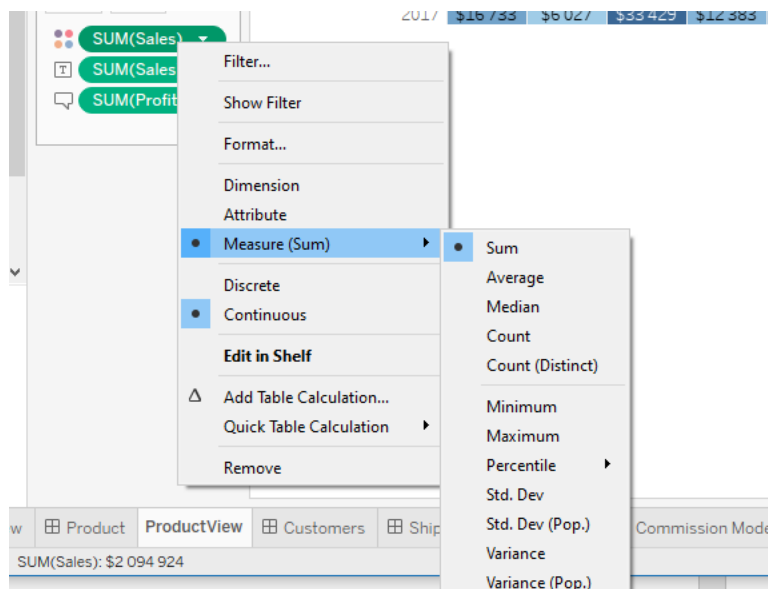 2017 $16 733 $6 027 $33 429 $12 383
SUM(Sales)
T SUM(Sales
SUM(Profit
Filter...
Show Filter
Format...
Dimension
Attribute
Measure (Sum)
Discrete
Continuous
Edit in Shelf
Add Table Calculation...
Quick Table Calculation
Remove
Sum
Average
Median
Count
Count (Distinct)
Minimum
Maximum
Percentile
Std. Dev
Std. Dev (Pop.)
Variance
Variance (Pop.)
w Product ProductView Customers Ship Commission Mode
SUM(Sales): $2 094 924